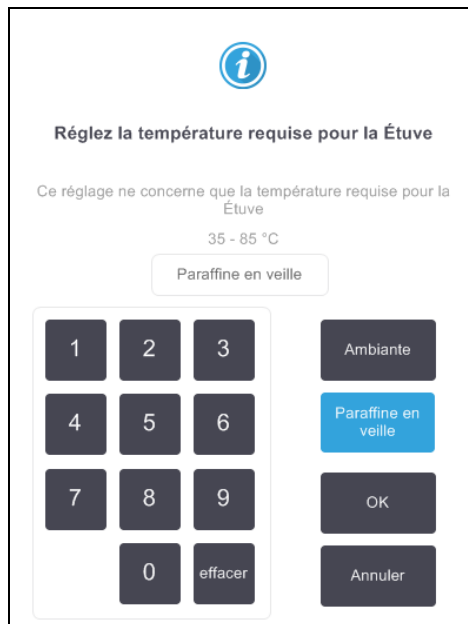 i
Réglez la température requise pour la Étuve
Ce réglage ne concerne que la température requise pour la
Étuve
35 - 85 °C
Paraffine en veille
1 2 3
Ambiante
4 5 6
Paraffine en
veille
7 8 9
OK
0 effacer
Annuler